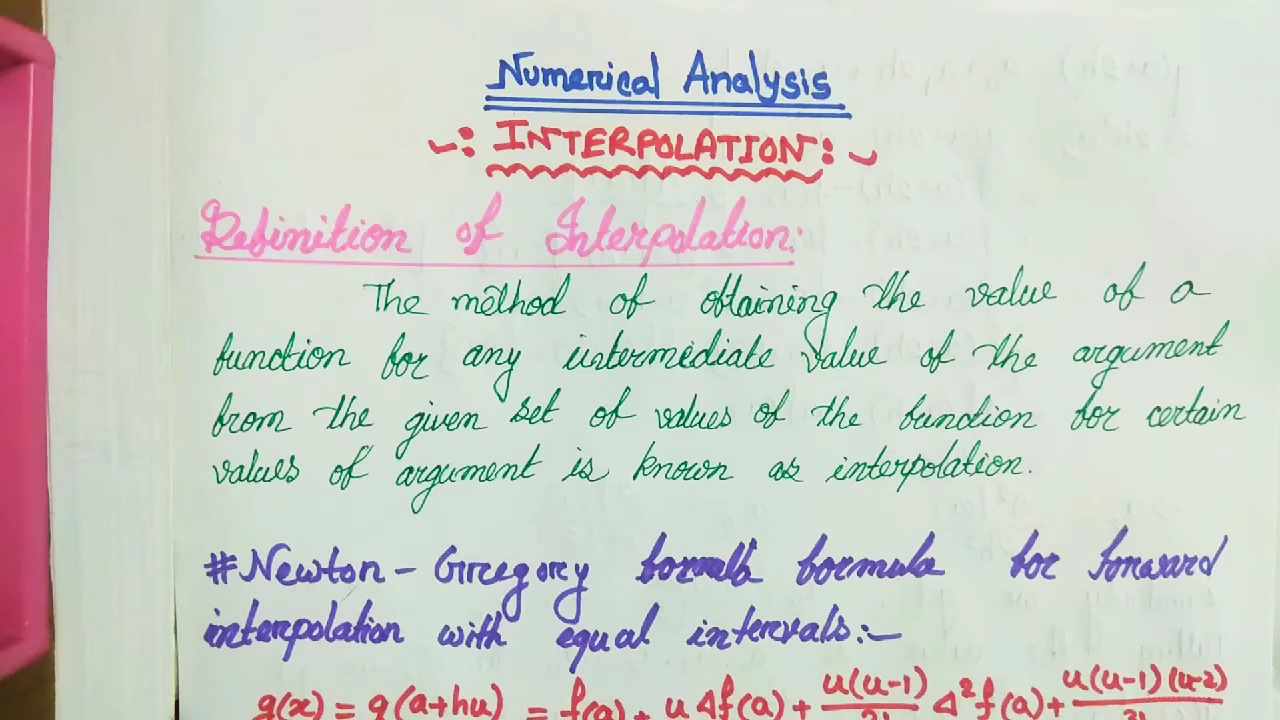 Numerical Analysis
~: INTERPOLATION: ~
Definition of Interpolation:
The method of obtaining the value of a
function for any intermediate value of the argument
from the given set of values of the function for certain
values of argument is known as interpolation.
#Newton - Gregory formula for forward
interpolation with equal intervals:-
g(x) = g(a+hu) = f(a) + u Δf(a) + u(u-1)/2! Δ²f(a) + u(u-1)(u-2)